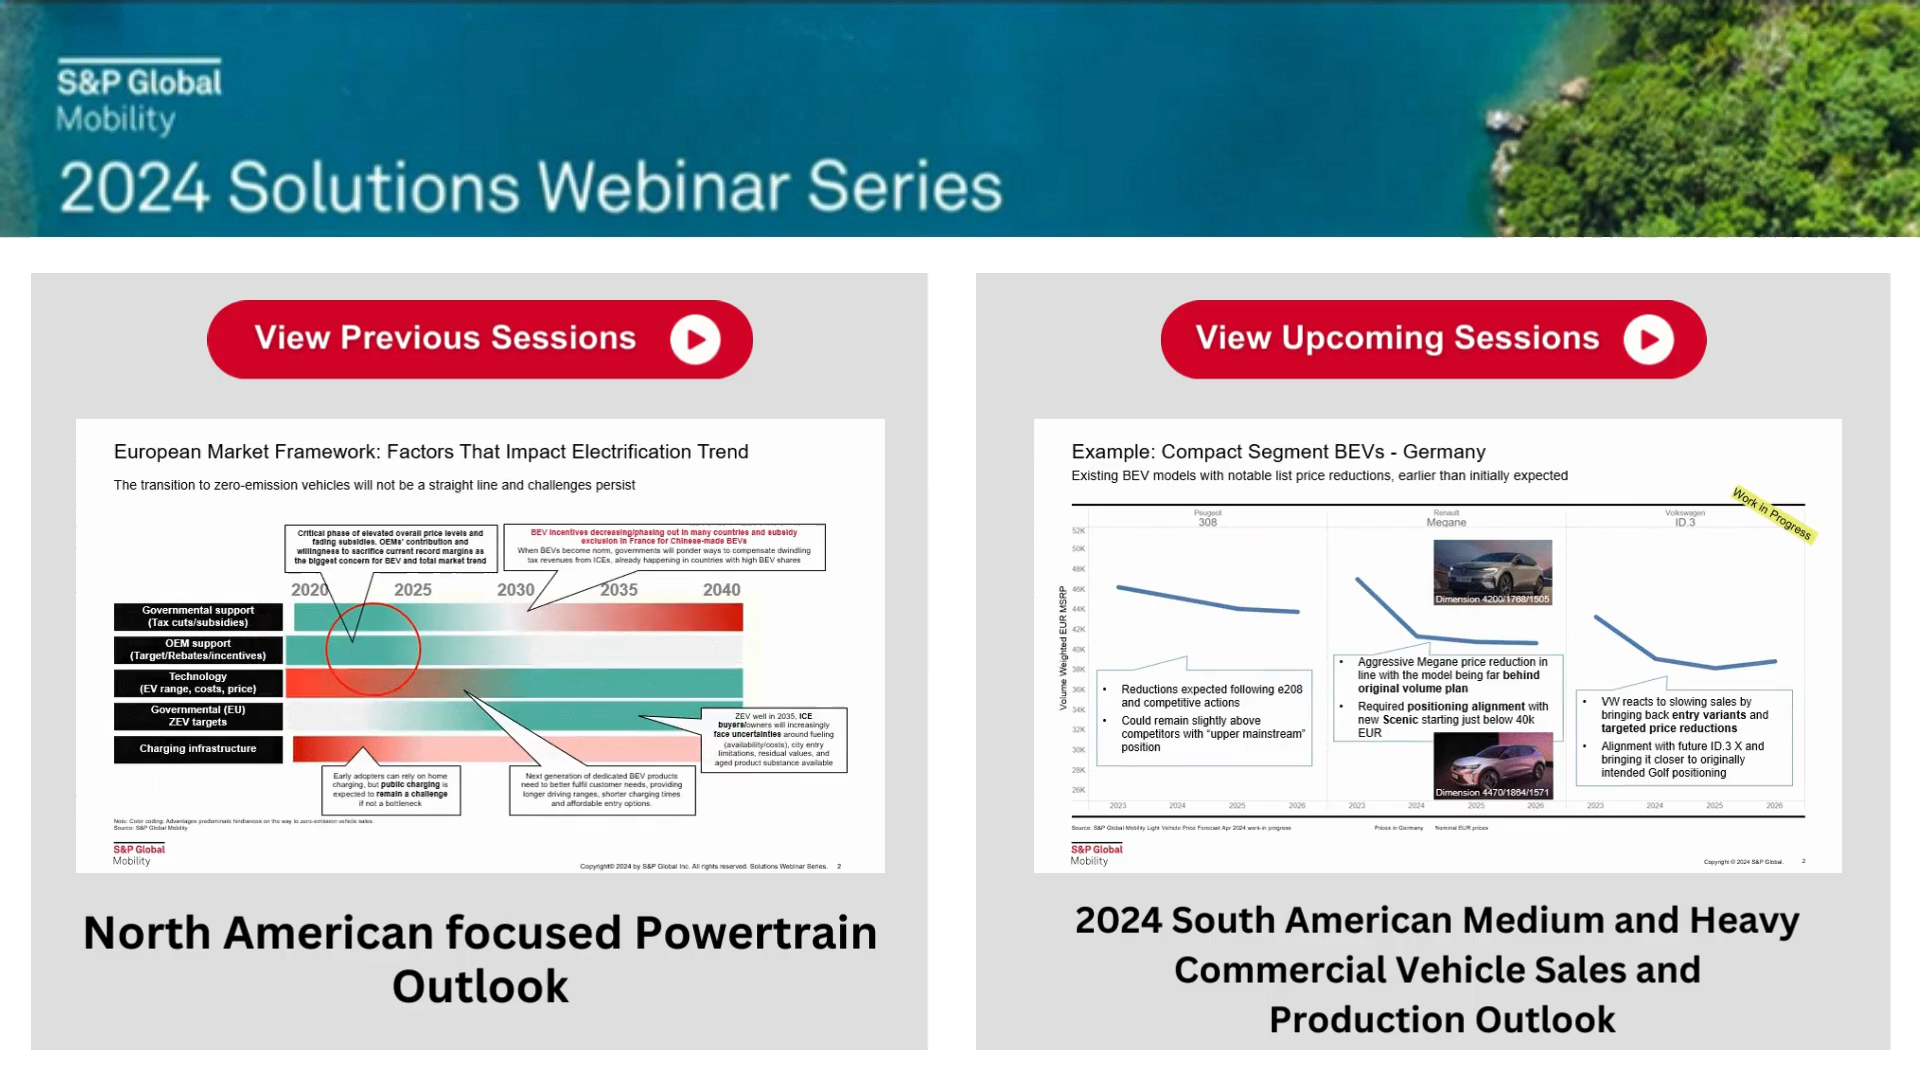 S&P Global
Mobility
2024 Solutions Webinar Series
View Previous Sessions
European Market Framework: Factors That Impact Electrification Trend
The transition to zero-emission vehicles will not be a straight line and challenges persist
Critical phase of elevated overall price levels and
fading subsidies. OEMs' contribution and
willingness to sacrifice current record margins as
the biggest concern for BEV and total market trend
BEV incentives decreasing/phasing out in many countries and subsidy
exclusion in France for Chinese-made BEVs
When BEVs become norm, governments will ponder ways to compensate dwindling
tax revenues from ICEs, already happening in countries with high BEV shares
2020 2025 2030 2035 2040
Governmental support
(Tax cuts/subsidies)
OEM support
(Target/Rebates/incentives)
Technology
(EV range, costs, price)
Governmental (EU)
ZEV targets
Charging infrastructure
ZEV well in 2035, ICE
buyers/owners will increasingly
face uncertainties around fueling
(availability/costs), city entry
limitations, residual values, and
aged product substance available
Early adopters can rely on home
charging, but public charging is
expected to remain a challenge
if not a bottleneck
Next generation of dedicated BEV products
need to better fulfil customer needs, providing
longer driving ranges, shorter charging times
and affordable entry options.
Note: Color coding: Advantages predominate hindrances on the way to zero-emission vehicle sales.
Source: S&P Global Mobility
S&P Global
Mobility
Copyright© 2024 by S&P Global Inc. All rights reserved. Solutions Webinar Series. 2
North American focused Powertrain
Outlook
View Upcoming Sessions
Example: Compact Segment BEVs - Germany
Existing BEV models with notable list price reductions, earlier than initially expected
Work in Progress
Peugeot
308
Renault
Megane
Volkswagen
ID.3
Volume Weighted EUR MSRP
52K
50K
48K
46K
44K
42K
40K
38K
36K
34K
32K
30K
28K
26K
Dimension 4200/1768/1505
• Reductions expected following e208
and competitive actions
• Could remain slightly above
competitors with “upper mainstream”
position
• Aggressive Megane price reduction in
line with the model being far behind
original volume plan
• Required positioning alignment with
new Scenic starting just below 40k
EUR
Dimension 4470/1864/1571
• VW reacts to slowing sales by
bringing back entry variants and
targeted price reductions
• Alignment with future ID.3 X and
bringing it closer to originally
intended Golf positioning
2023 2024 2025 2026 2023 2024 2025 2026 2023 2024 2025 2026
Source: S&P Global Mobility Light Vehicle Price Forecast Apr 2024 work-in progress Prices in Germany Nominal EUR prices
S&P Global
Mobility
Copyright © 2024 S&P Global. 2
2024 South American Medium and Heavy
Commercial Vehicle Sales and
Production Outlook